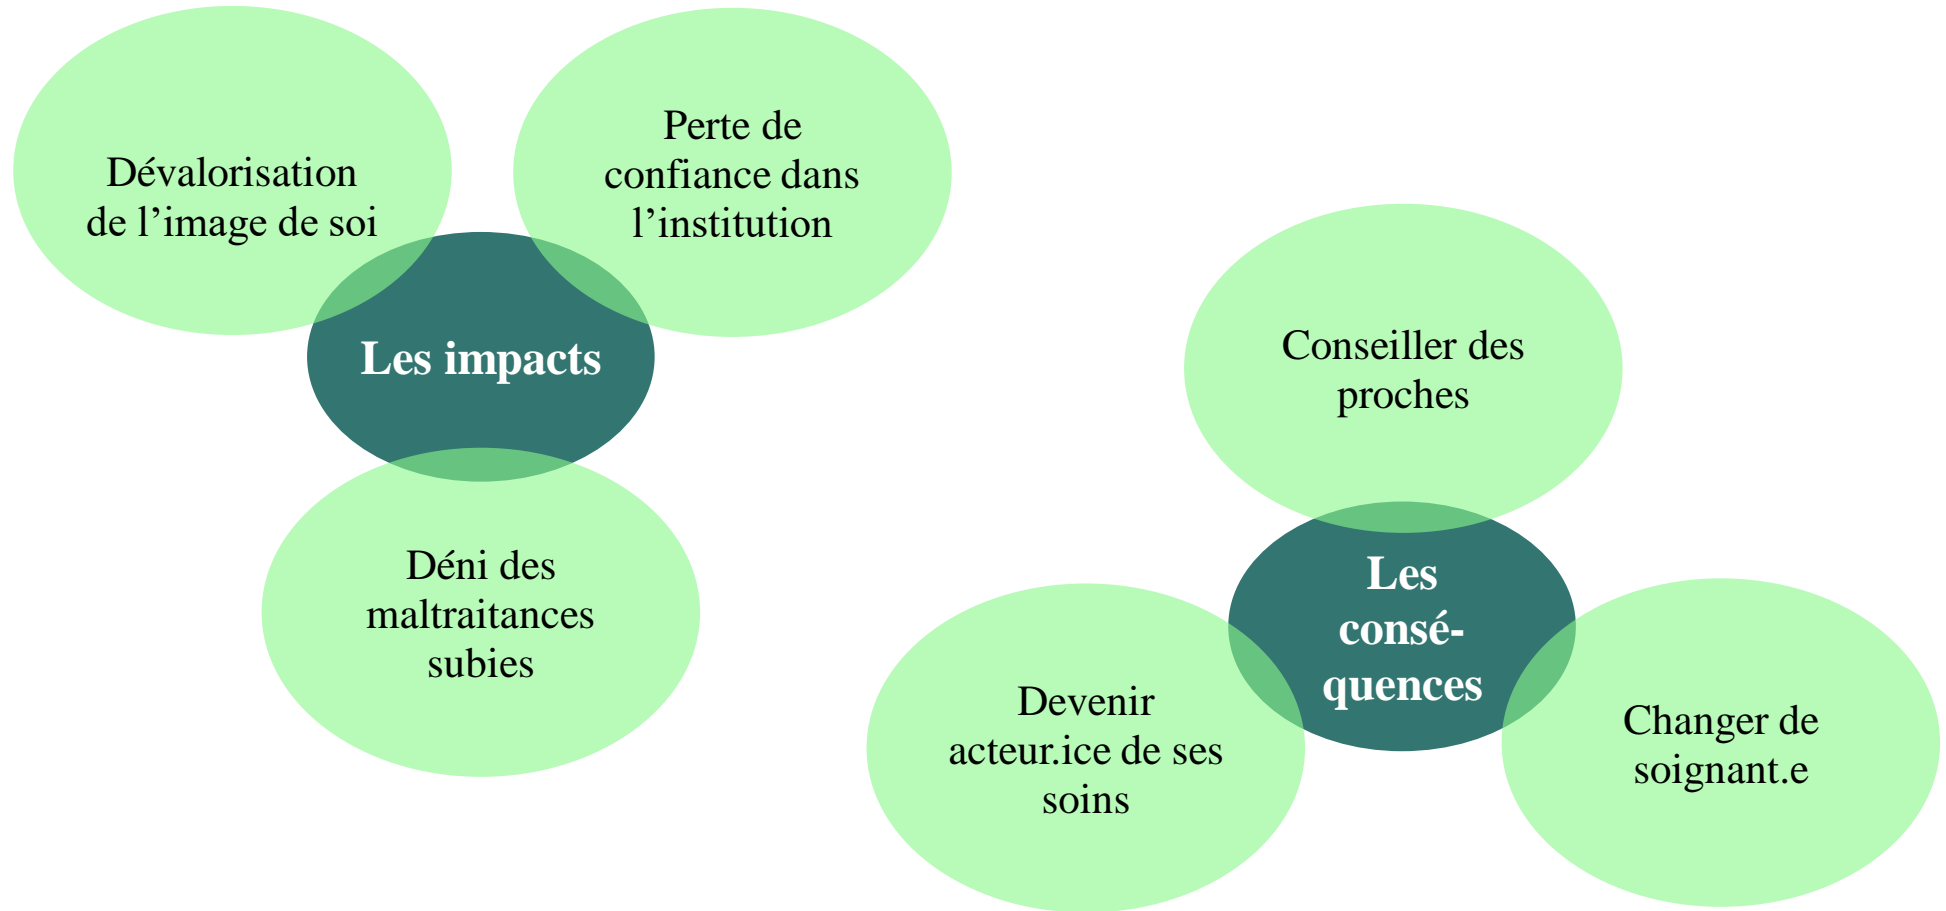 Dévalorisation
de l’image de soi
Perte de
confiance dans
l’institution
Les impacts
Déni des
maltraitances
subies
Conseiller des
proches
Les
consé-
quences
Devenir
acteur.ice de ses
soins
Changer de
soignant.e